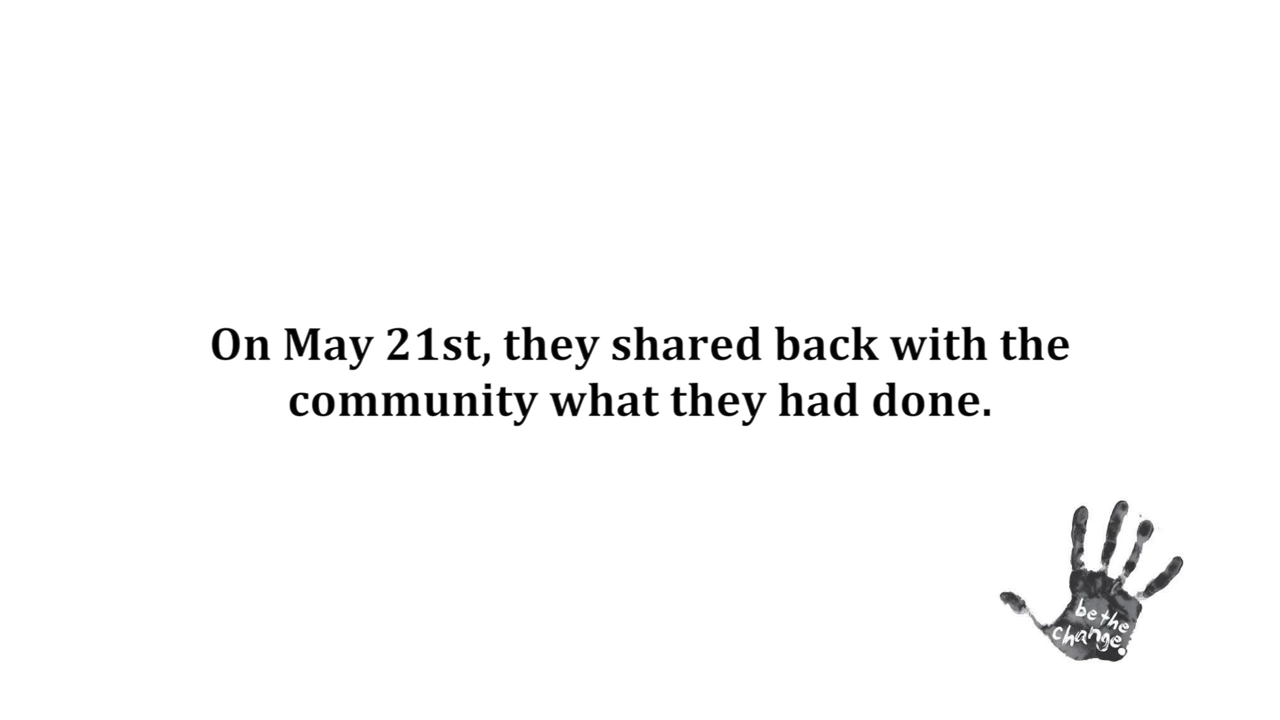 On May 21st, they shared back with the
community what they had done.
be the
change.